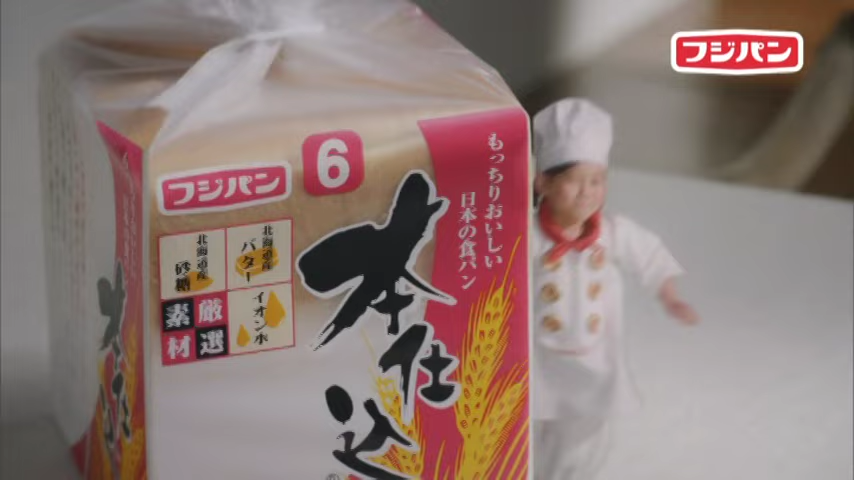 フジパン
フジパン
6
もっちりおいしい
日本の食パン
北海道産
バター
北海道産
砂糖
イオン水
厳選
素材
本仕込